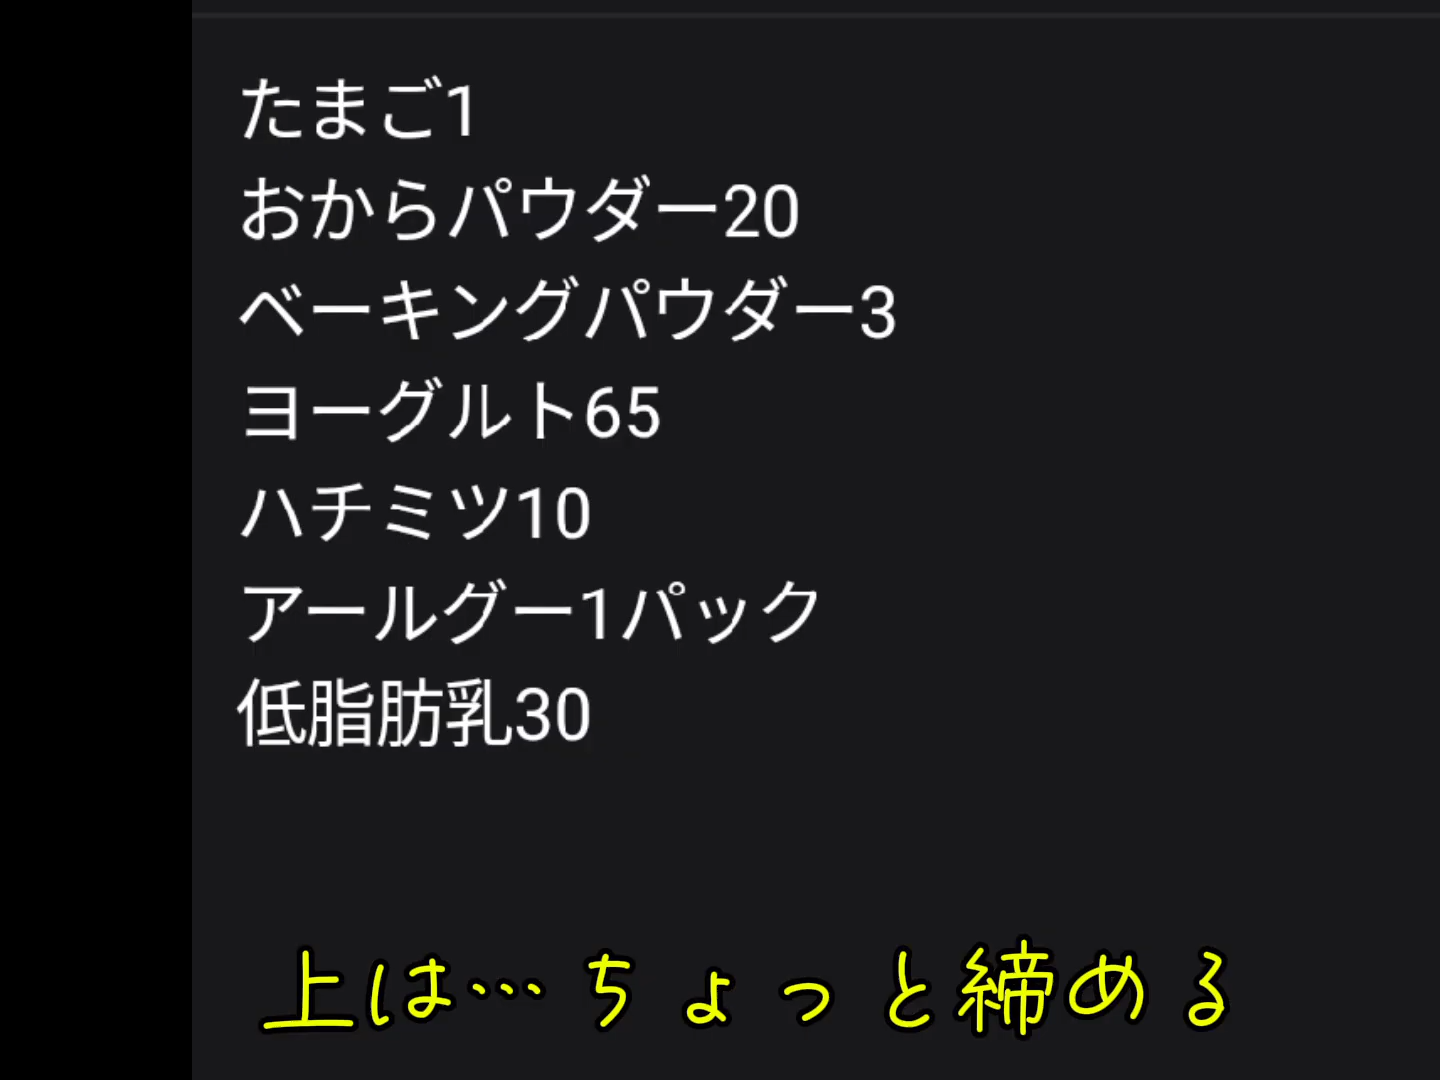 たまご1
おからパウダー20
ベーキングパウダー3
ヨーグルト65
ハチミツ10
アールグー1パック
低脂肪乳30
上は…ちょっと締める